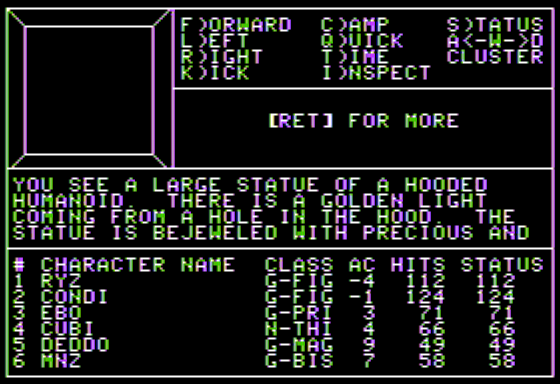 F)ORWARD C)AMP S)TATUS
L)EFT Q)UICK A<-W->D
R)IGHT T)IME CLUSTER
K)ICK I)NSPECT
[RET] FOR MORE
YOU SEE A LARGE STATUE OF A HOODED
HUMANOID. THERE IS A GOLDEN LIGHT
COMING FROM A HOLE IN THE HOOD. THE
STATUE IS BEJEWELED WITH PRECIOUS AND
# CHARACTER NAME CLASS AC HITS STATUS
1 RYZ G-FIG -4 112 112
2 CONDI G-FIG -1 124 124
3 EBO G-PRI 3 71 71
4 CUBI N-THI 4 66 66
5 DEDDO G-MAG 9 49 49
6 MNZ G-BIS 7 58 58